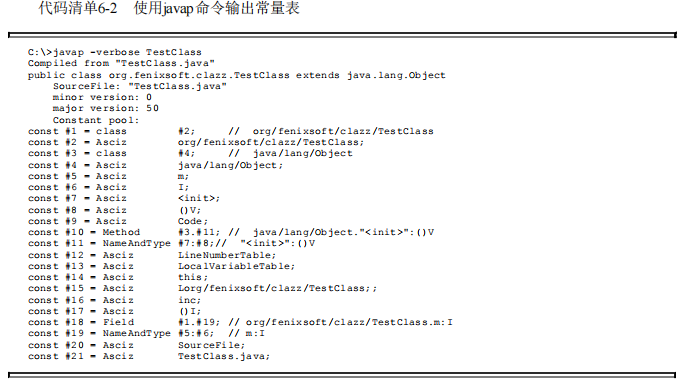 代码清单6-2 使用javap命令输出常量表
C:\>javap -verbose TestClass
Compiled from "TestClass.java"
public class org.fenixsoft.clazz.TestClass extends java.lang.Object
SourceFile: "TestClass.java"
minor version: 0
major version: 50
Constant pool:
const #1 = class #2; // org/fenixsoft/clazz/TestClass
const #2 = Asciz org/fenixsoft/clazz/TestClass;
const #3 = class #4; // java/lang/Object
const #4 = Asciz java/lang/Object;
const #5 = Asciz m;
const #6 = Asciz I;
const #7 = Asciz <init>;
const #8 = Asciz ()V;
const #9 = Asciz Code;
const #10 = Method #3.#11; // java/lang/Object."<init>":()V
const #11 = NameAndType #7:#8;// "<init>":()V
const #12 = Asciz LineNumberTable;
const #13 = Asciz LocalVariableTable;
const #14 = Asciz this;
const #15 = Asciz Lorg/fenixsoft/clazz/TestClass;;
const #16 = Asciz inc;
const #17 = Asciz ()I;
const #18 = Field #1.#19; // org/fenixsoft/clazz/TestClass.m:I
const #19 = NameAndType #5:#6; // m:I
const #20 = Asciz SourceFile;
const #21 = Asciz TestClass.java;